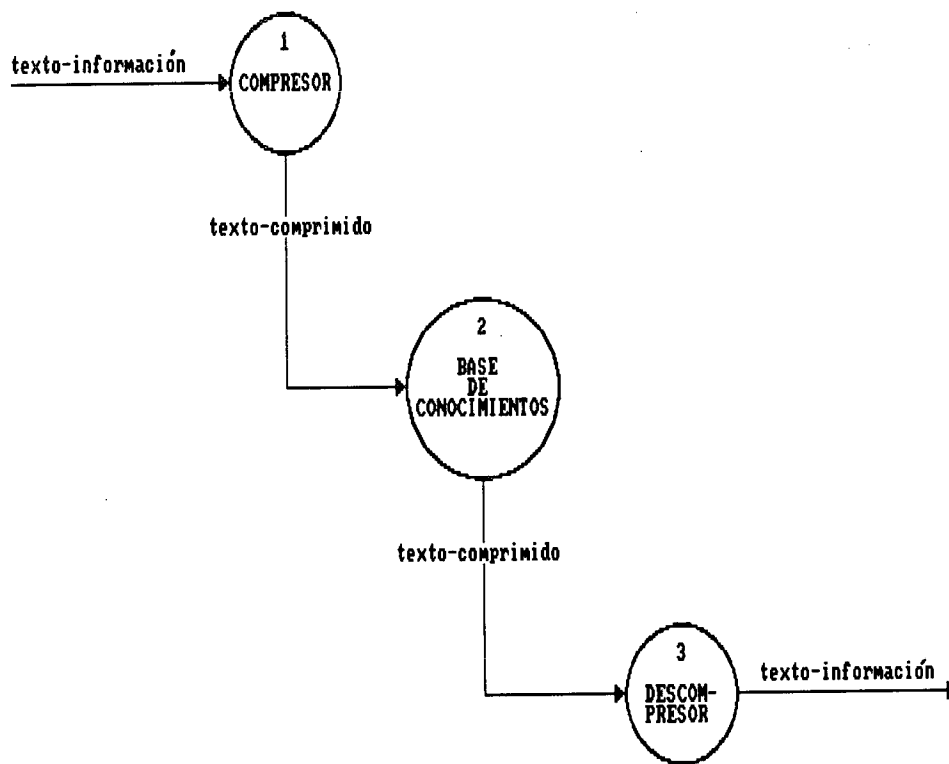 1
texto-información
COMPRESOR
texto-comprimido
2
BASE
DE
CONOCIMIENTOS
texto-comprimido
3
texto-información
DESCOM-
PRESOR